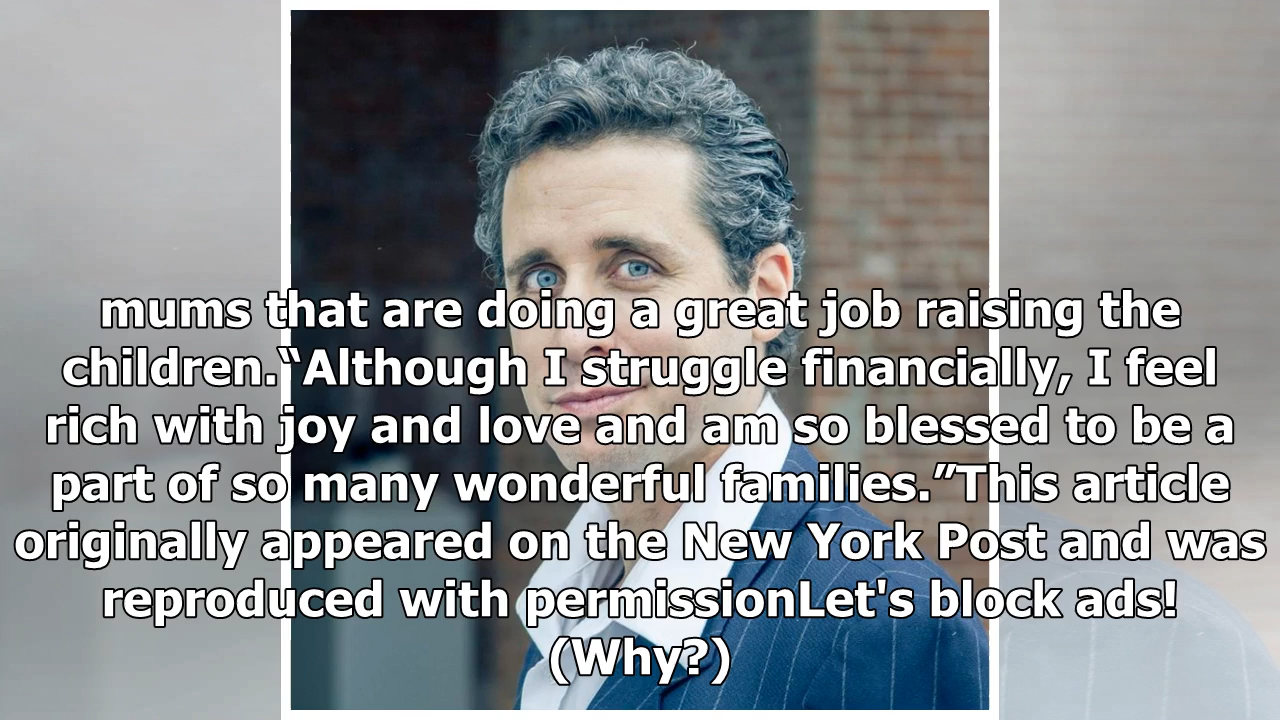 mums that are doing a great job raising the
children.“Although I struggle financially, I feel
rich with joy and love and am so blessed to be a
part of so many wonderful families.”This article
originally appeared on the New York Post and was
reproduced with permissionLet's block ads!
(Why?)